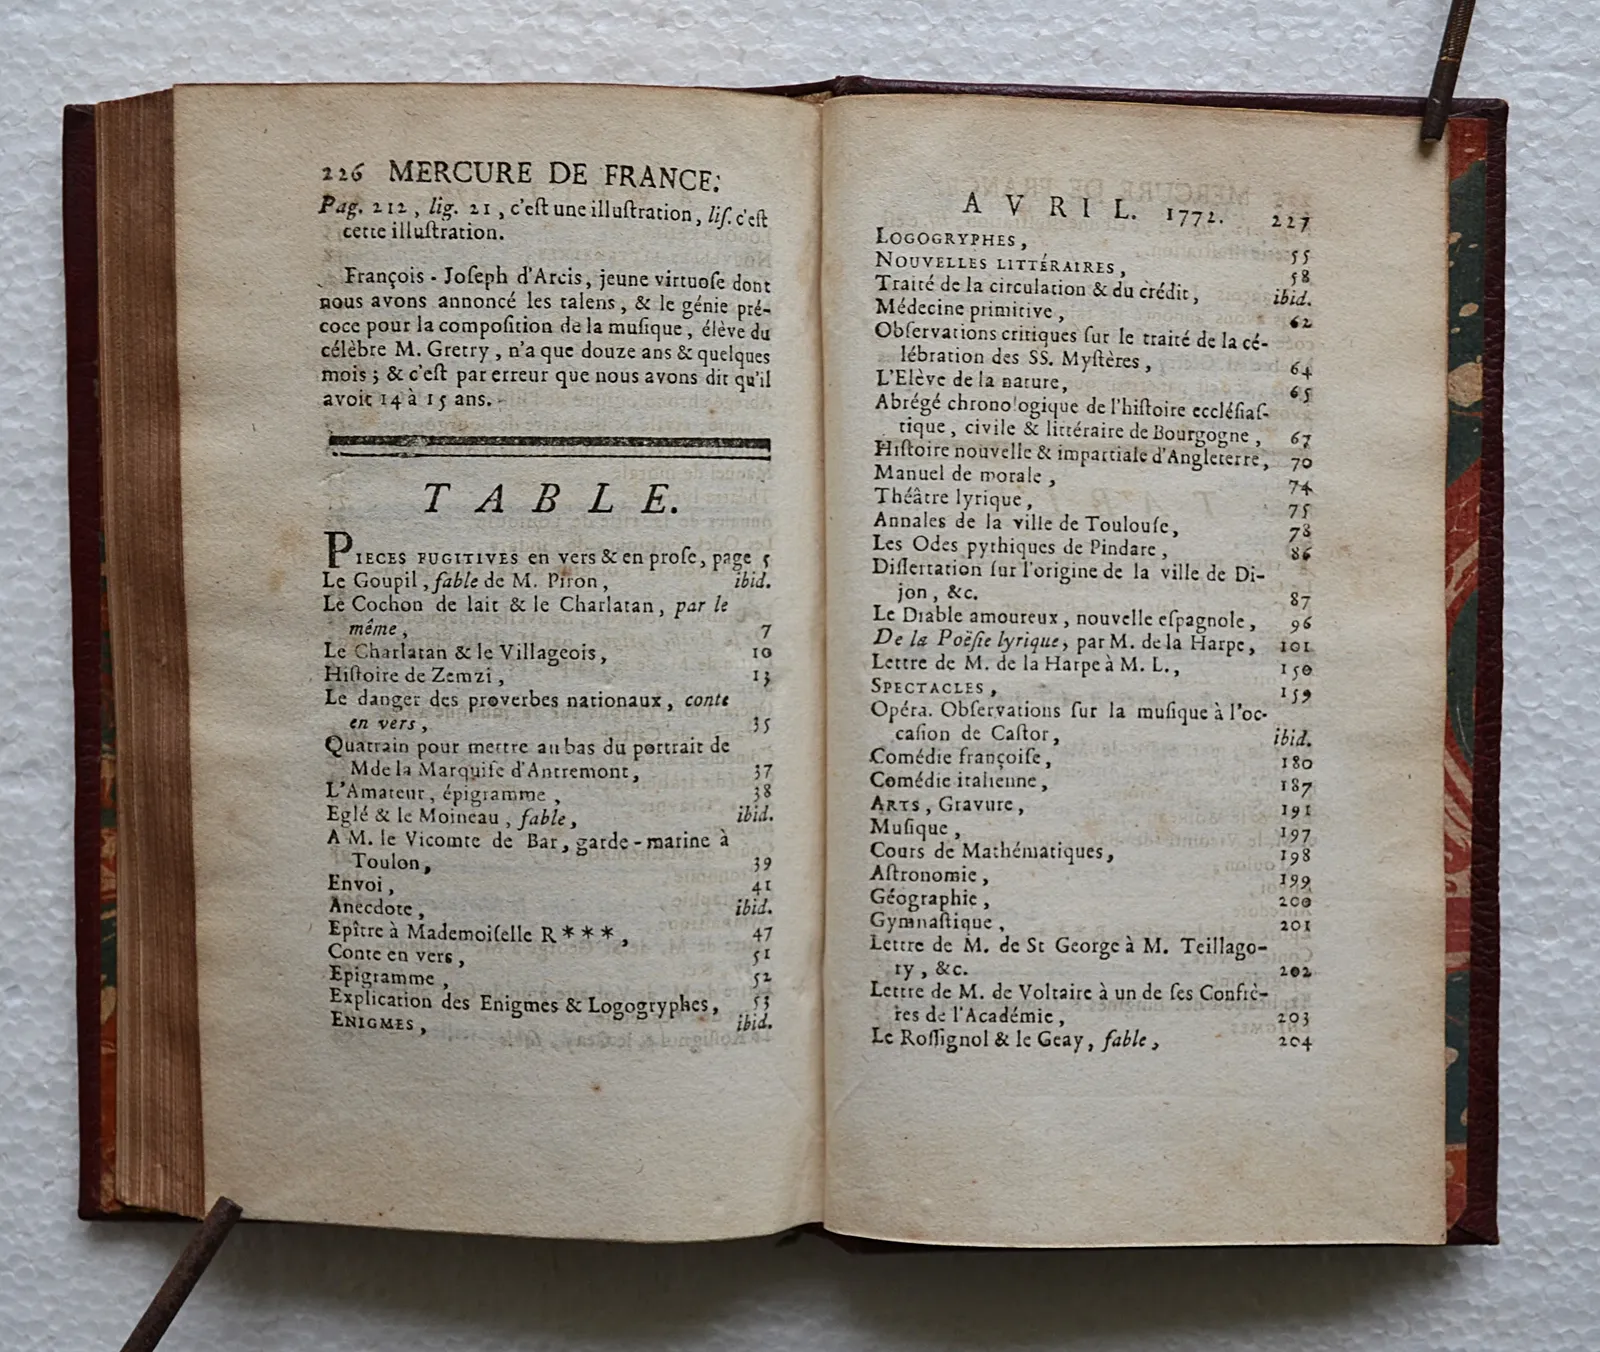 226 MERCURE DE FRANCE.
Pag. 212, lig. 21, c'eſt une illuſtration, liſ. c'eſt
cette illuſtration.
François-Joſeph d'Arcis, jeune virtuoſe dont
nous avons annoncé les talens, & le génie pré-
coce pour la compoſition de la muſique, élève du
célèbre M. Gretry, n'a que douze ans & quelques
mois; & c'eſt par erreur que nous avons dit qu'il
avoit 14 à 15 ans.
TABLE.
PIECES FUGITIVES en vers & en proſe, page 5
Le Goupil, fable de M. Piron, ibid.
Le Cochon de lait & le Charlatan, par le
même, 7
Le Charlatan & le Villageois, 10
Hiſtoire de Zemzi, 13
Le danger des proverbes nationaux, conte
en vers, 35
Quatrain pour mettre au bas du portrait de
Mde la Marquiſe d'Antremont, 37
L'Amateur, épigramme, 38
Eglé & le Moineau, fable, ibid.
A M. le Vicomte de Bar, garde-marine à
Toulon, 39
Envoi, 41
Anecdote, ibid.
Epître à Mademoiſelle R***, 47
Conte en vers, 51
Epigramme, 52
Explication des Enigmes & Logogryphes, 53
ENIGMES, ibid.
AVRIL. 1772. 227
LOGOGRYPHES, 55
NOUVELLES LITTÉRAIRES, 58
Traité de la circulation & du crédit, ibid.
Médecine primitive, 62
Obſervations critiques ſur le traité de la cé-
lébration des SS. Myſtères, 64
L'Elève de la nature, 65
Abrégé chronologique de l'hiſtoire eccléſiaſ-
tique, civile & littéraire de Bourgogne, 67
Hiſtoire nouvelle & impartiale d'Angleterre, 70
Manuel de morale, 74
Théâtre lyrique, 75
Annales de la ville de Toulouſe, 78
Les Odes pythiques de Pindare, 86
Diſſertation ſur l'origine de la ville de Di-
jon, &c. 87
Le Diable amoureux, nouvelle eſpagnole, 96
De la Poëſie lyrique, par M. de la Harpe, 101
Lettre de M. de la Harpe à M. L., 150
SPECTACLES, 159
Opéra. Obſervations ſur la muſique à l'oc-
caſion de Caſtor, ibid.
Comédie françoiſe, 180
Comédie italienne, 187
ARTS, Gravure, 191
Muſique, 197
Cours de Mathématiques, 198
Aſtronomie, 199
Géographie, 200
Gymnaſtique, 201
Lettre de M. de St George à M. Teillago-
ry, &c. 202
Lettre de M. de Voltaire à un de ſes Confrè-
res de l'Académie, 203
Le Roſſignol & le Geay, fable, 204